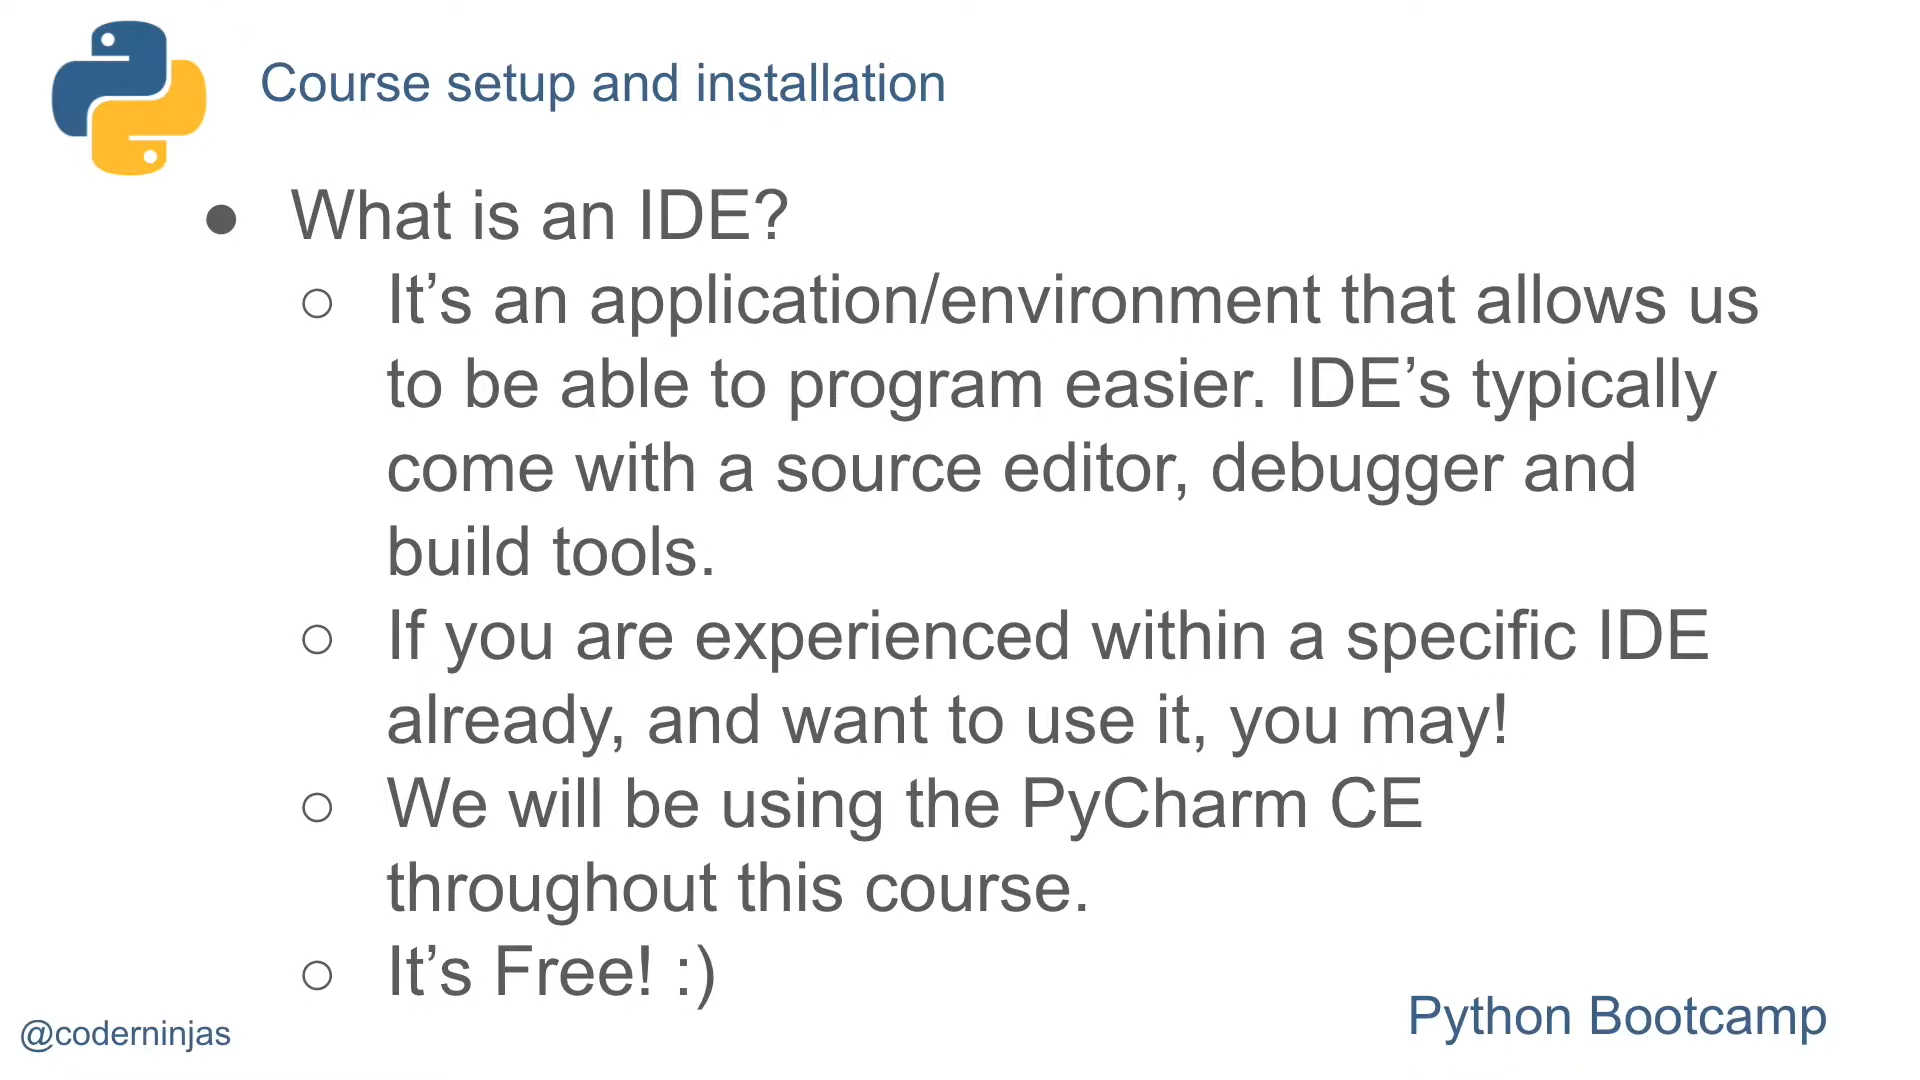 Course setup and installation
● What is an IDE?
○ It’s an application/environment that allows us
to be able to program easier. IDE’s typically
come with a source editor, debugger and
build tools.
○ If you are experienced within a specific IDE
already, and want to use it, you may!
○ We will be using the PyCharm CE
throughout this course.
○ It’s Free! :)
Python Bootcamp
@coderninjas